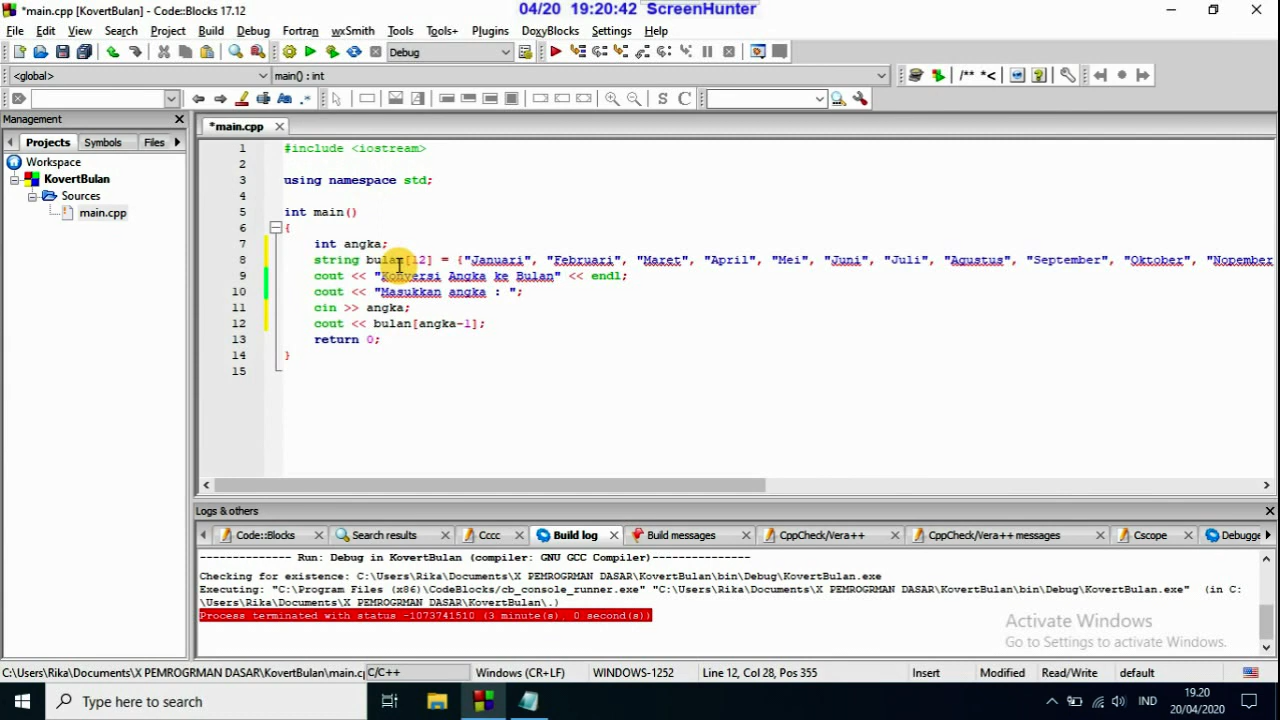 *main.cpp [KovertBulan] - Code::Blocks 17.12
04/20 19:20:42 ScreenHunter
File Edit View Search Project Build Debug Fortran wxSmith Tools Tools+ Plugins DoxyBlocks Settings Help
Debug
<global> main() : int
/** *<
S C
Management
*main.cpp
Projects Symbols Files
Workspace
KovertBulan
Sources
main.cpp
1 #include <iostream>
2
3 using namespace std;
4
5 int main()
6 {
7 int angka;
8 string bulan[12] = {"Januari", "Februari", "Maret", "April", "Mei", "Juni", "Juli", "Agustus", "September", "Oktober", "Nopember
9 cout << "Konversi Angka ke Bulan" << endl;
10 cout << "Masukkan angka : ";
11 cin >> angka;
12 cout << bulan[angka-1];
13 return 0;
14 }
15
Logs & others
Code::Blocks Search results Cccc Build log Build messages CppCheck/Vera++ CppCheck/Vera++ messages Cscope Debugge
-------------- Run: Debug in KovertBulan (compiler: GNU GCC Compiler)---------------
Checking for existence: C:\Users\Rika\Documents\X PEMROGRMAN DASAR\KovertBulan\bin\Debug\KovertBulan.exe
Executing: "C:\Program Files (x86)\CodeBlocks/cb_console_runner.exe" "C:\Users\Rika\Documents\X PEMROGRMAN DASAR\KovertBulan\bin\Debug\KovertBulan.exe" (in C:
\Users\Rika\Documents\X PEMROGRMAN DASAR\KovertBulan\.)
Process terminated with status -1073741510 (3 minute(s), 0 second(s))
Activate Windows
Go to Settings to activate Windows.
C:\Users\Rika\Documents\X PEMROGRMAN DASAR\KovertBulan\main.cp C/C++ Windows (CR+LF) WINDOWS-1252 Line 12, Col 28, Pos 355 Insert Modified Read/Write default
Type here to search
IND
19.20
20/04/2020